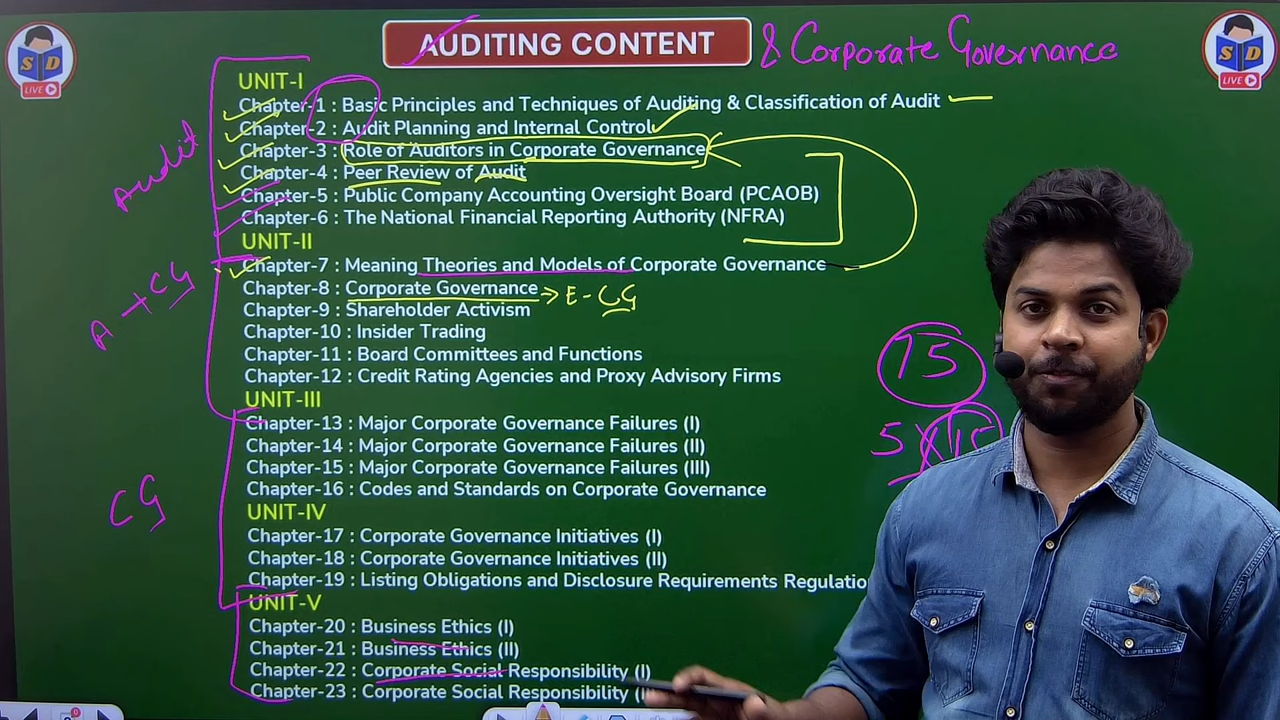 AUDITING CONTENT & Corporate Governance
S D
LIVE
S D
LIVE
UNIT-I
Chapter-1 : Basic Principles and Techniques of Auditing & Classification of Audit
Chapter-2 : Audit Planning and Internal Control
Chapter-3 : Role of Auditors in Corporate Governance
Chapter-4 : Peer Review of Audit
Chapter-5 : Public Company Accounting Oversight Board (PCAOB)
Chapter-6 : The National Financial Reporting Authority (NFRA)
Audit
UNIT-II
Chapter-7 : Meaning Theories and Models of Corporate Governance
Chapter-8 : Corporate Governance → E-CG
Chapter-9 : Shareholder Activism
Chapter-10 : Insider Trading
Chapter-11 : Board Committees and Functions
Chapter-12 : Credit Rating Agencies and Proxy Advisory Firms
A + CG
15
5 X 15
UNIT-III
Chapter-13 : Major Corporate Governance Failures (I)
Chapter-14 : Major Corporate Governance Failures (II)
Chapter-15 : Major Corporate Governance Failures (III)
Chapter-16 : Codes and Standards on Corporate Governance
CG
UNIT-IV
Chapter-17 : Corporate Governance Initiatives (I)
Chapter-18 : Corporate Governance Initiatives (II)
Chapter-19 : Listing Obligations and Disclosure Requirements Regulatio
UNIT-V
Chapter-20 : Business Ethics (I)
Chapter-21 : Business Ethics (II)
Chapter-22 : Corporate Social Responsibility (I)
Chapter-23 : Corporate Social Responsibility (